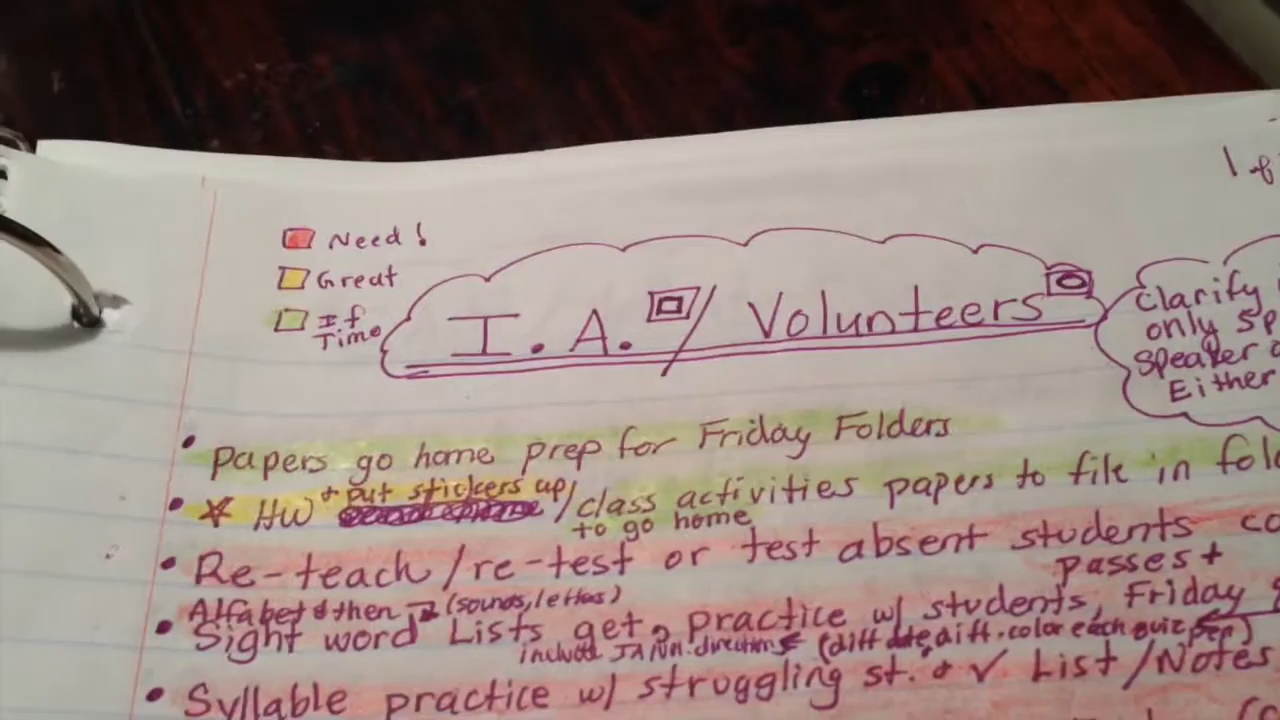 1 of
Need!
Great
If Time
I.A. / Volunteers
Clarify
only Sp
Speaker o
Either
• Papers go home prep for Friday Folders
• * HW + put stickers up / class activities papers to file in fol
to go home
• Re-teach/re-test or test absent students
passes +
Alfabet & then (sounds, letters)
• Sight word Lists get practice w/ students, Friday
include directions (diff date, diff. color each quiz
• Syllable practice w/ struggling st. & ✓ List/Notes